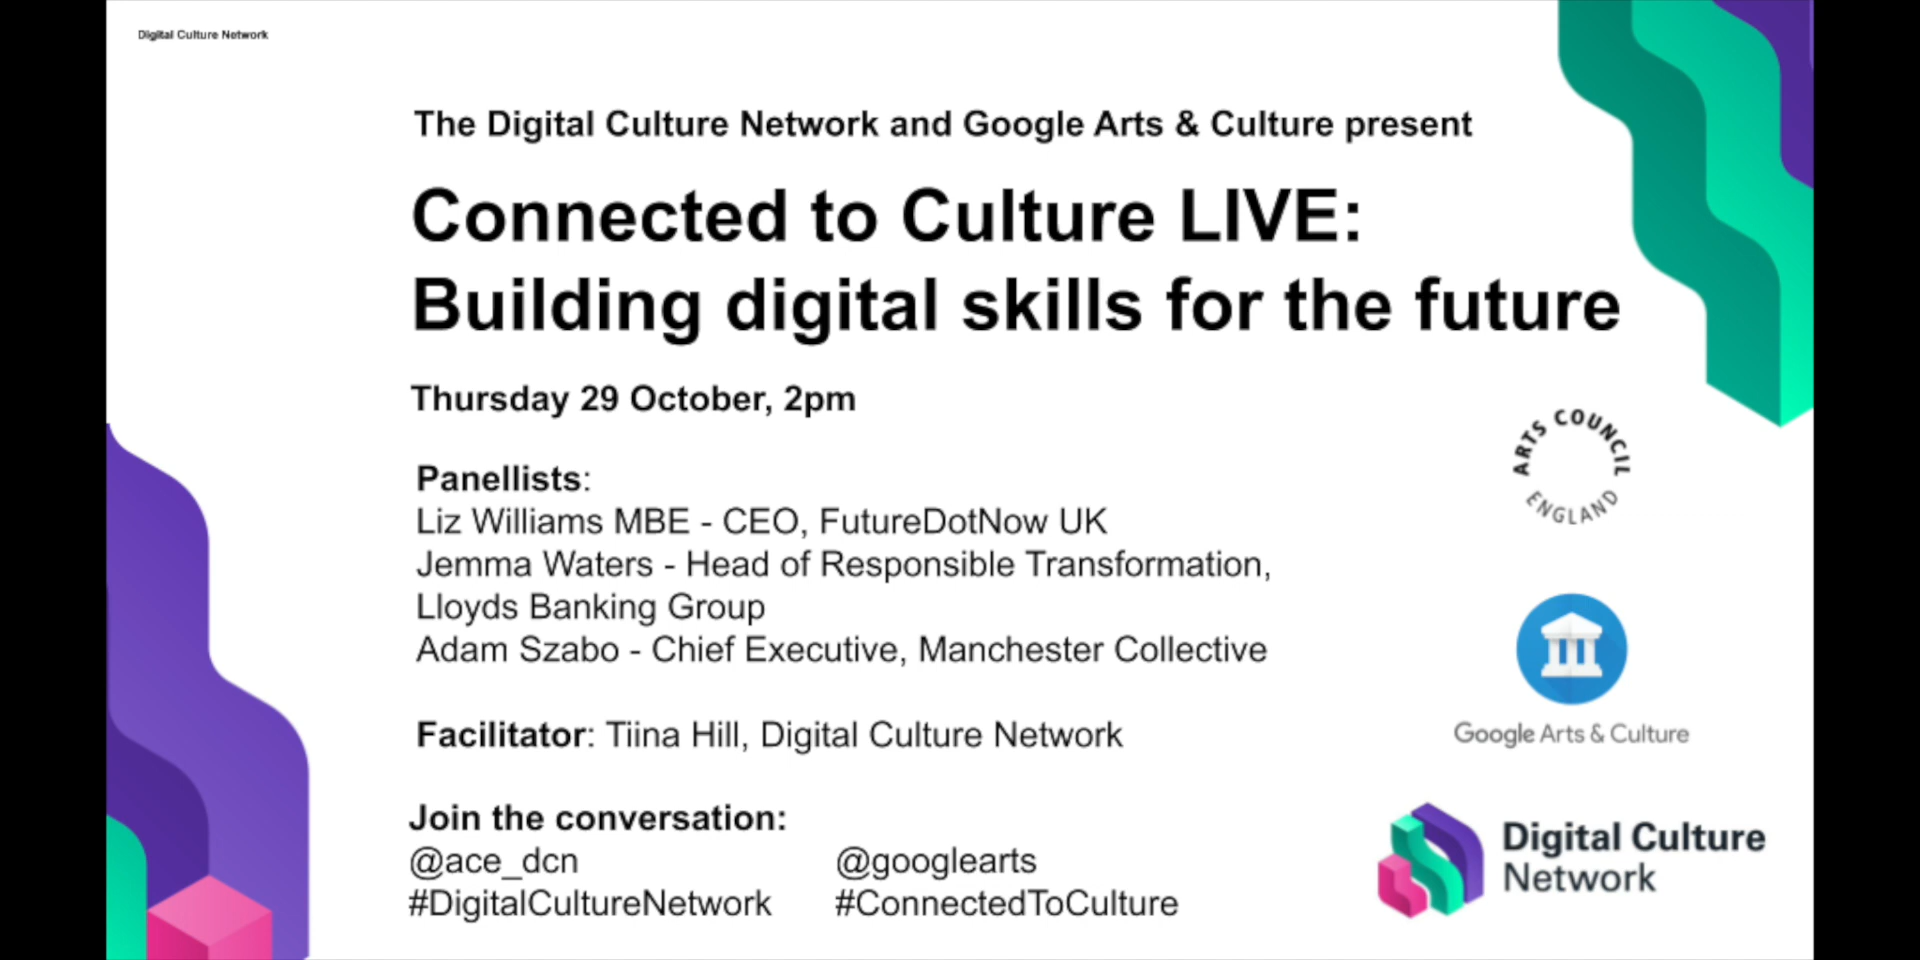 Digital Culture Network
The Digital Culture Network and Google Arts & Culture present
Connected to Culture LIVE:
Building digital skills for the future
Thursday 29 October, 2pm
Panellists:
Liz Williams MBE - CEO, FutureDotNow UK
Jemma Waters - Head of Responsible Transformation,
Lloyds Banking Group
Adam Szabo - Chief Executive, Manchester Collective
Facilitator: Tiina Hill, Digital Culture Network
Join the conversation:
@ace_dcn @googlearts
#DigitalCultureNetwork #ConnectedToCulture
ARTS COUNCIL
ENGLAND
Google Arts & Culture
Digital Culture
Network